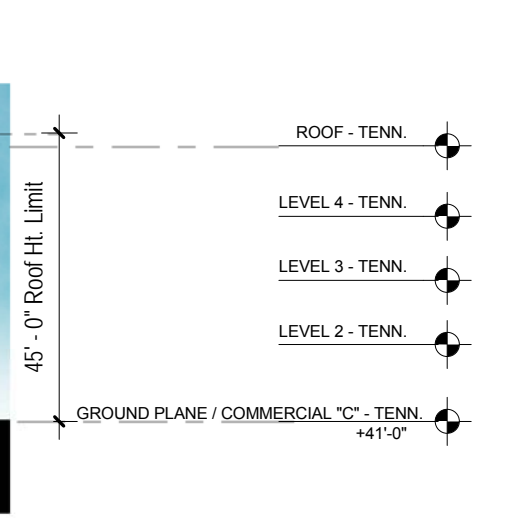 ROOF - TENN.
45' - 0" Roof Ht. Limit
LEVEL 4 - TENN.
LEVEL 3 - TENN.
LEVEL 2 - TENN.
GROUND PLANE / COMMERCIAL "C" - TENN.
+41'-0"